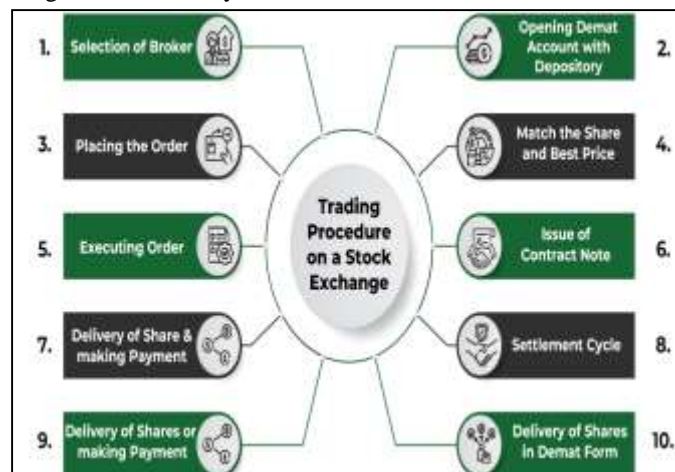 1.
Selection of Broker
Opening Demat
Account with
Depository
2.
3.
Placing the Order
Match the Share
and Best Price
4.
Trading
Procedure
on a Stock
Exchange
5.
Executing Order
Issue of
Contract Note
6.
7.
Delivery of Share &
making Payment
Settlement Cycle
8.
9.
Delivery of Shares or
making Payment
Delivery of Shares
in Demat Form
10.